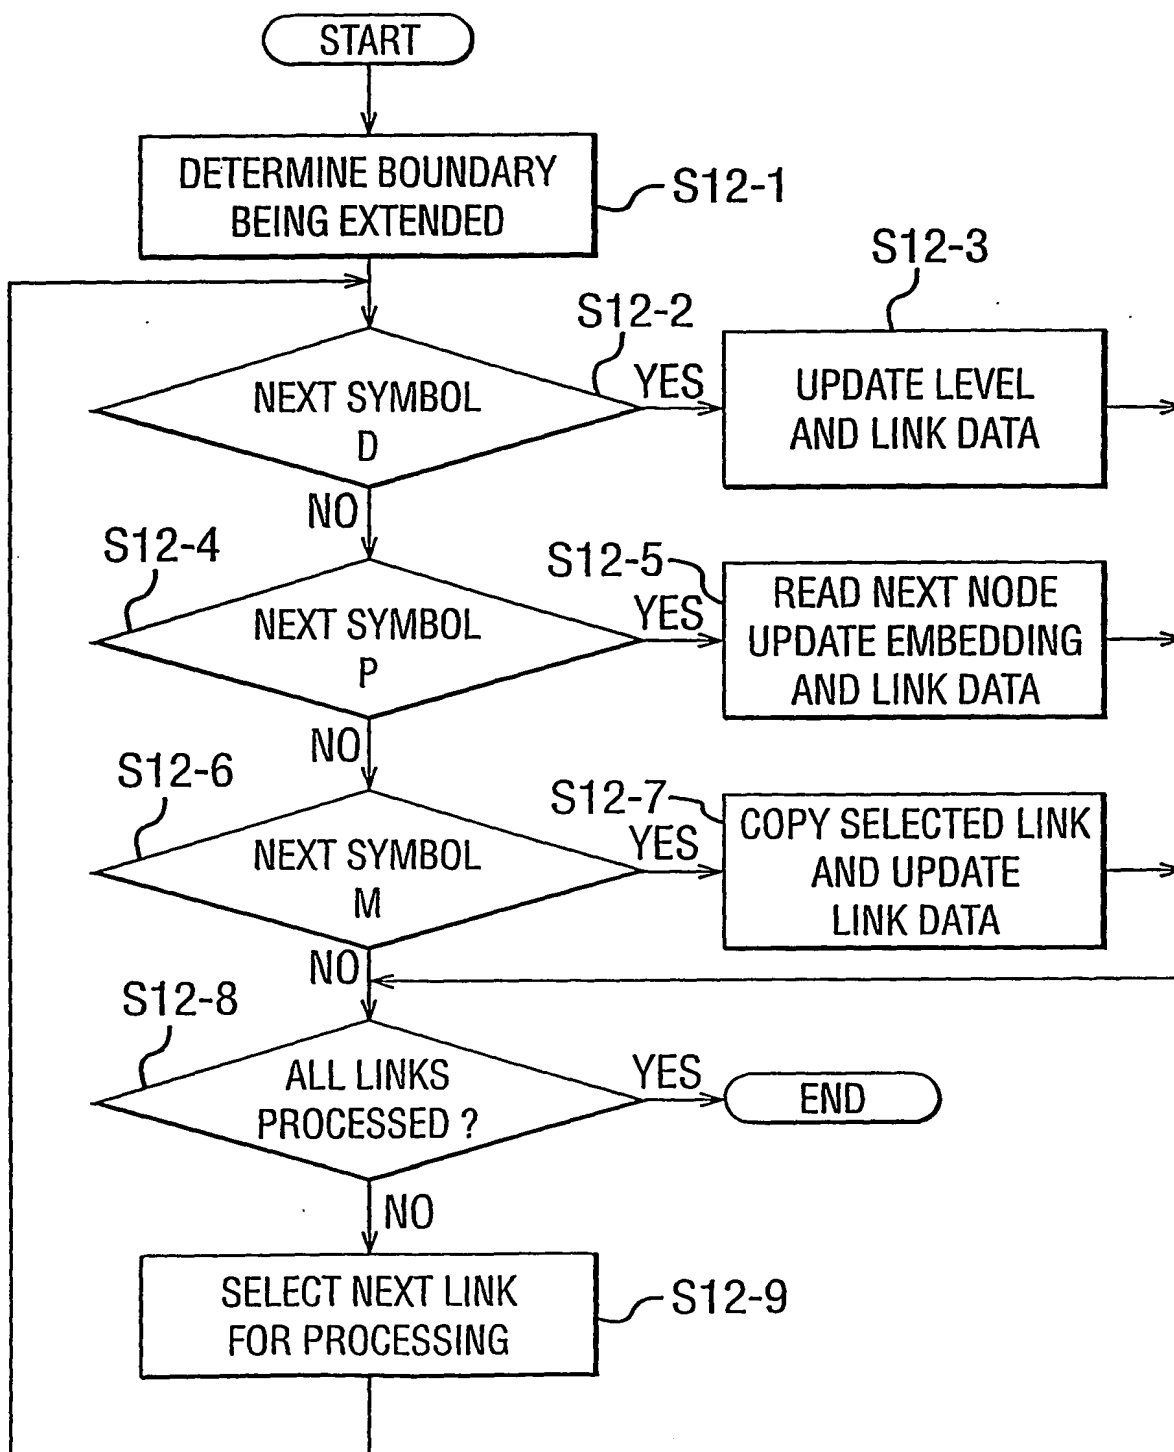 START
DETERMINE BOUNDARY
BEING EXTENDED
S12-1
S12-3
S12-2
NEXT SYMBOL
D
YES
UPDATE LEVEL
AND LINK DATA
NO
S12-4
S12-5
NEXT SYMBOL
P
YES
READ NEXT NODE
UPDATE EMBEDDING
AND LINK DATA
NO
S12-6
S12-7
NEXT SYMBOL
M
YES
COPY SELECTED LINK
AND UPDATE
LINK DATA
NO
S12-8
ALL LINKS
PROCESSED ?
YES
END
NO
SELECT NEXT LINK
FOR PROCESSING
S12-9